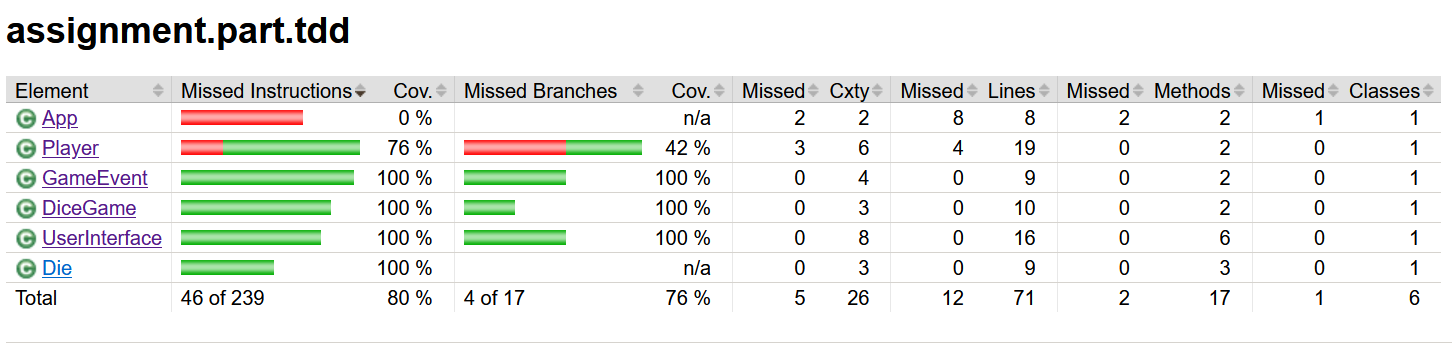 assignment.part.tdd
Element Missed Instructions Cov. Missed Branches Cov. Missed Cxty Missed Lines Missed Methods Missed Classes
C App 0 % n/a 2 2 8 8 2 2 1 1
C Player 76 % 42 % 3 6 4 19 0 2 0 1
C GameEvent 100 % 100 % 0 4 0 9 0 2 0 1
C DiceGame 100 % 100 % 0 3 0 10 0 2 0 1
C UserInterface 100 % 100 % 0 8 0 16 0 6 0 1
C Die 100 % n/a 0 3 0 9 0 3 0 1
Total 46 of 239 80 % 4 of 17 76 % 5 26 12 71 2 17 1 6